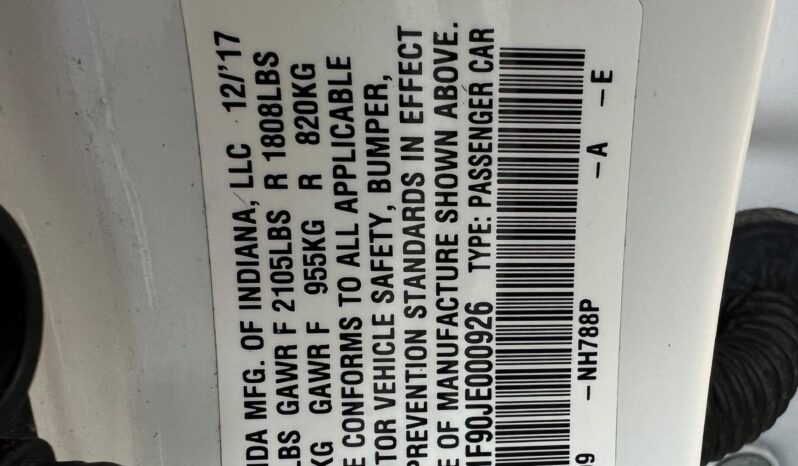 NDA MFG. OF INDIANA, LLC 12/'17
LBS GAWR F 2105LBS R 1808LBS
KG GAWR F 955KG R 820KG
E CONFORMS TO ALL APPLICABLE
TOR VEHICLE SAFETY, BUMPER,
PREVENTION STANDARDS IN EFFECT
E OF MANUFACTURE SHOWN ABOVE.
1F90JE000926 TYPE: PASSENGER CAR
9 -NH788P -A -E